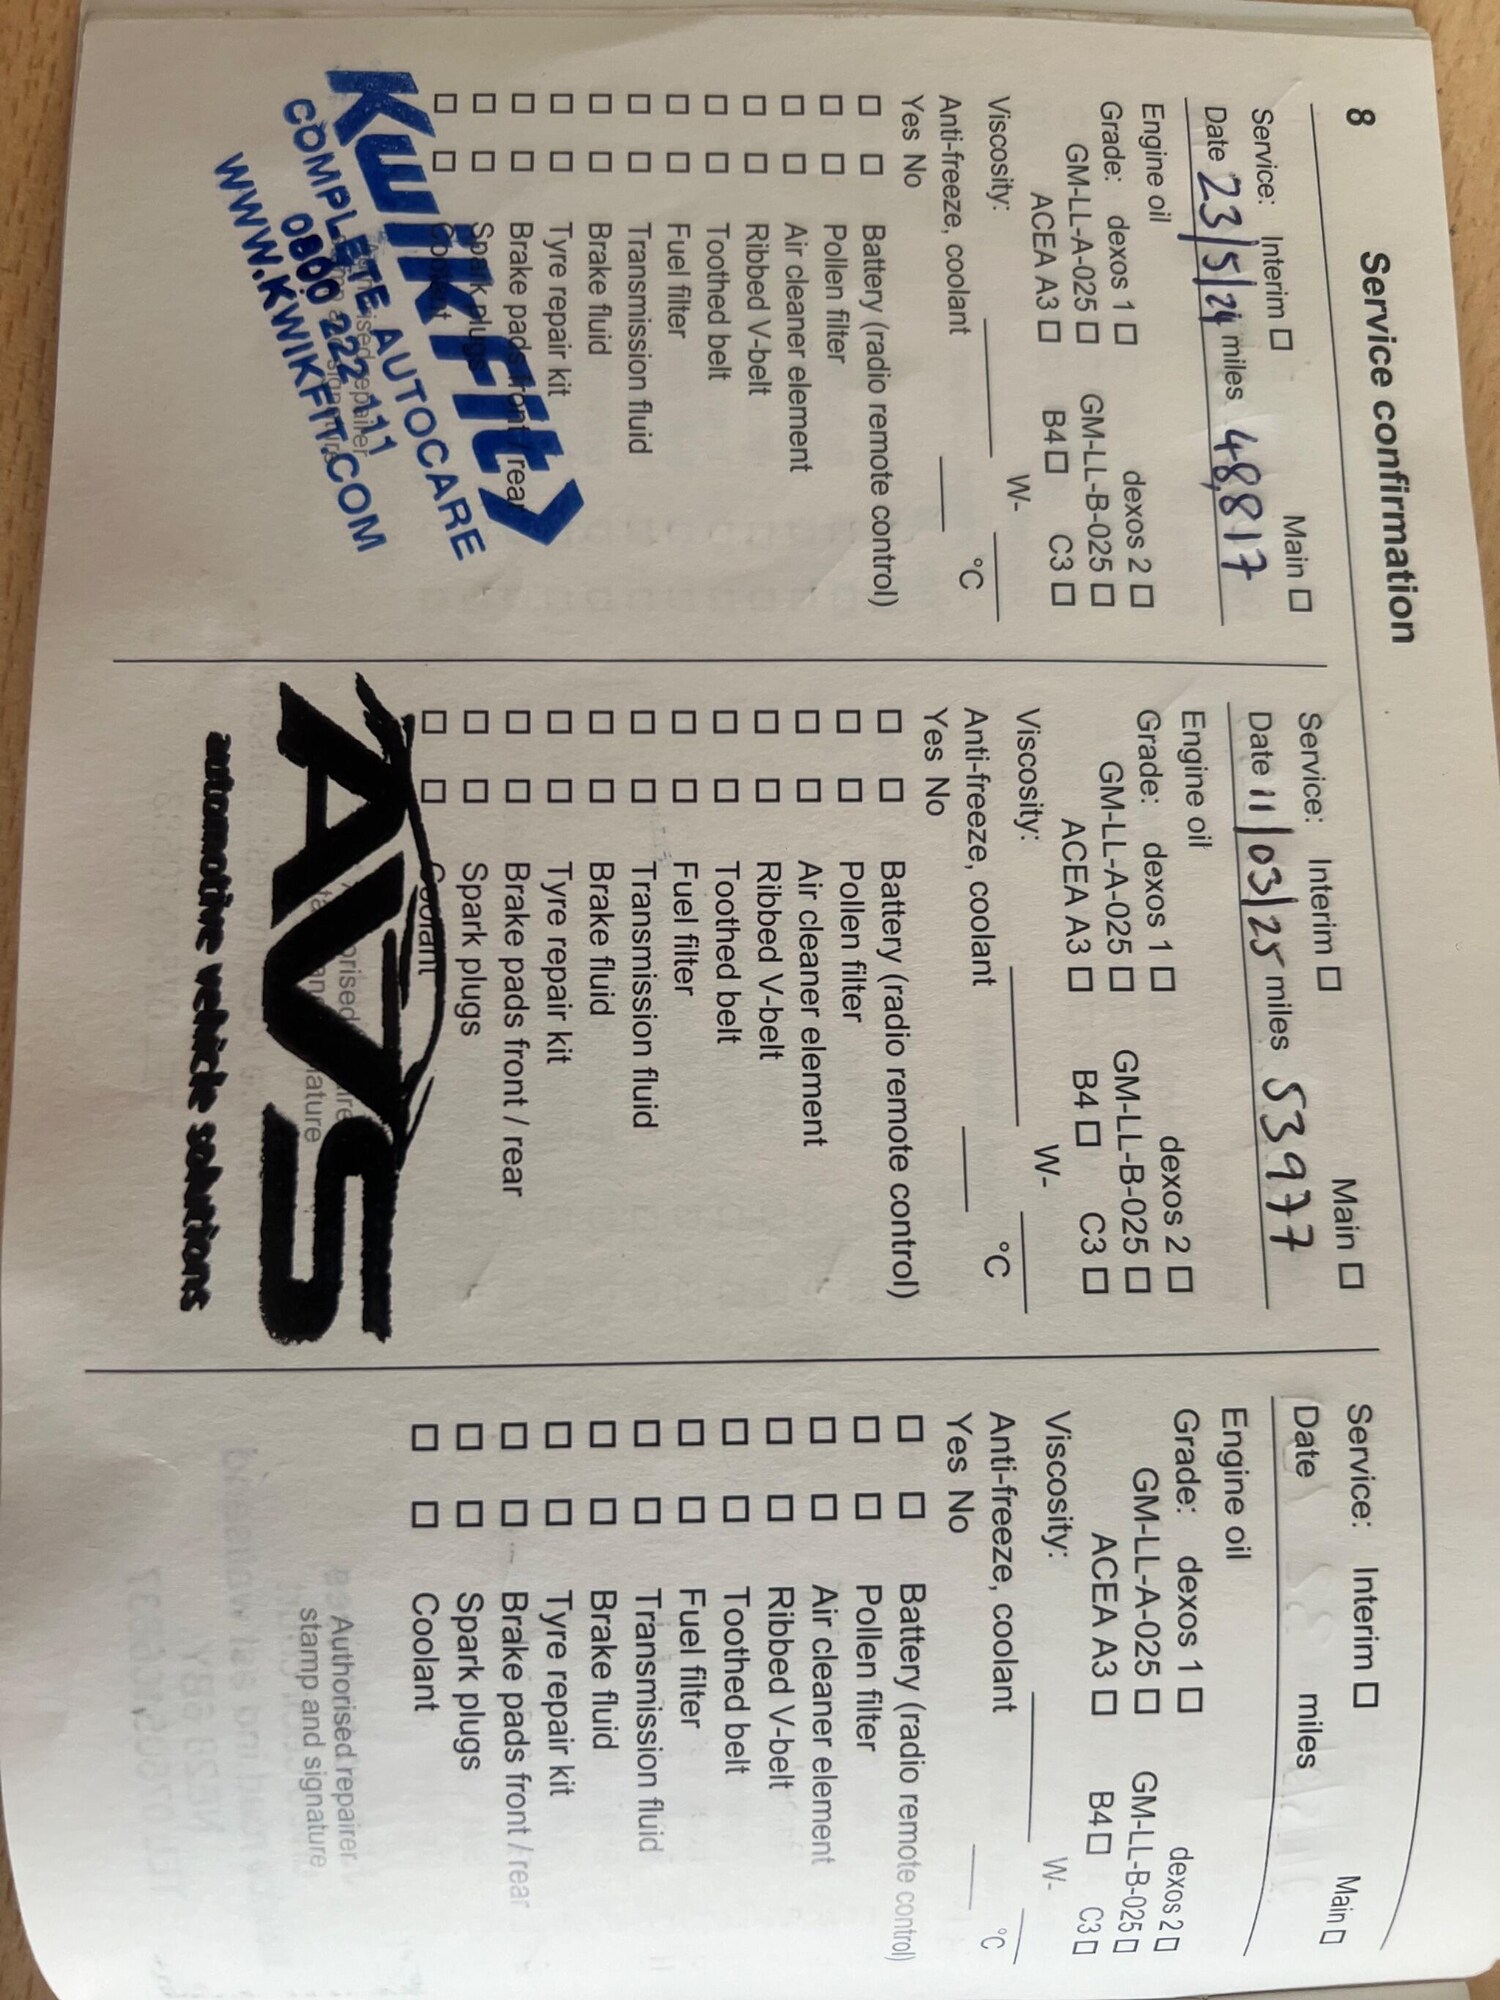 8
Service confirmation
Service: Interim ☐ Main ☐
Date 23/5/24 miles 48,817
Engine oil
Grade: dexos 1 ☐ dexos 2 ☐
GM-LL-A-025 ☐ GM-LL-B-025 ☐
ACEA A3 ☐ B4 ☐ C3 ☐
Viscosity: W-
Anti-freeze, coolant °C
Yes No
☐ ☐ Battery (radio remote control)
☐ ☐ Pollen filter
☐ ☐ Air cleaner element
☐ ☐ Ribbed V-belt
☐ ☐ Toothed belt
☐ ☐ Fuel filter
☐ ☐ Transmission fluid
☐ ☐ Brake fluid
☐ ☐ Tyre repair kit
☐ ☐ Brake pads front / rear
☐ ☐ Spark plugs
☐ ☐ Coolant
Kwik Fit
COMPLETE AUTOCARE
0800 222 111
WWW.KWIKFIT.COM
Service: Interim ☐ Main ☐
Date 11/03/25 miles 53977
Engine oil
Grade: dexos 1 ☐ dexos 2 ☐
GM-LL-A-025 ☐ GM-LL-B-025 ☐
ACEA A3 ☐ B4 ☐ C3 ☐
Viscosity: W-
Anti-freeze, coolant °C
Yes No
☐ ☐ Battery (radio remote control)
☐ ☐ Pollen filter
☐ ☐ Air cleaner element
☐ ☐ Ribbed V-belt
☐ ☐ Toothed belt
☐ ☐ Fuel filter
☐ ☐ Transmission fluid
☐ ☐ Brake fluid
☐ ☐ Tyre repair kit
☐ ☐ Brake pads front / rear
☐ ☐ Spark plugs
☐ ☐ Coolant
AVS
automotive vehicle solutions
Service: Interim ☐ Main ☐
Date miles
Engine oil
Grade: dexos 1 ☐ dexos 2 ☐
GM-LL-A-025 ☐ GM-LL-B-025 ☐
ACEA A3 ☐ B4 ☐ C3 ☐
Viscosity: W-
Anti-freeze, coolant °C
Yes No
☐ ☐ Battery (radio remote control)
☐ ☐ Pollen filter
☐ ☐ Air cleaner element
☐ ☐ Ribbed V-belt
☐ ☐ Toothed belt
☐ ☐ Fuel filter
☐ ☐ Transmission fluid
☐ ☐ Brake fluid
☐ ☐ Tyre repair kit
☐ ☐ Brake pads front / rear
☐ ☐ Spark plugs
☐ ☐ Coolant
Authorised repairer
stamp and signature